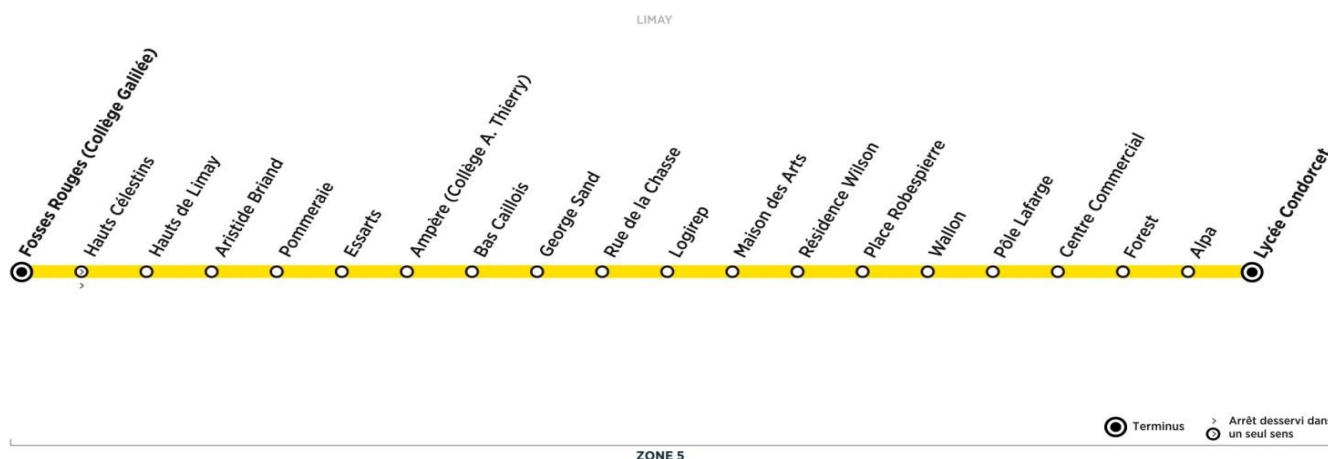 LIMAY
Fosses Rouges (Collège Galilée)
Hauts Célestins
Hauts de Limay
Aristide Briand
Pommeraie
Essarts
Ampère (Collège A. Thierry)
Bas Caillois
George Sand
Rue de la Chasse
Logirep
Maison des Arts
Résidence Wilson
Place Robespierre
Wallon
Pôle Lafarge
Centre Commercial
Forest
Alpa
Lycée Condorcet
Terminus
Arrêt desservi dans
un seul sens
ZONE 5